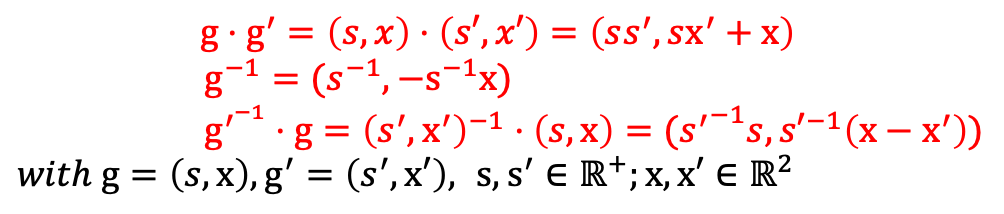 g · g′ = (s, x) · (s′, x′) = (ss′, sx′ + x)
g⁻¹ = (s⁻¹, −s⁻¹x)
g′⁻¹ · g = (s′, x′)⁻¹ · (s, x) = (s′⁻¹s, s′⁻¹(x − x′))
with g = (s, x), g′ = (s′, x′), s, s′ ∈ ℝ⁺; x, x′ ∈ ℝ²